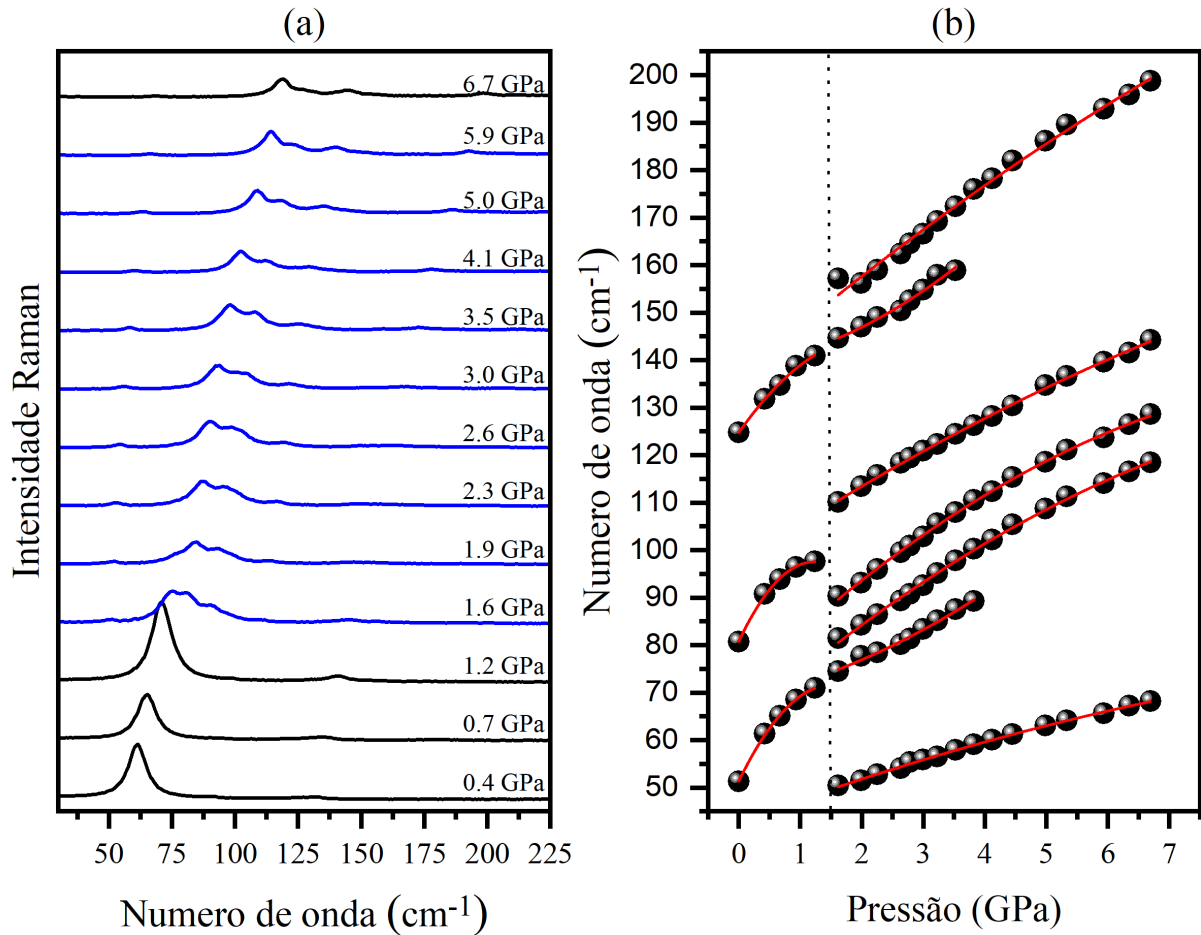 (a)
(b)
6.7 GPa
5.9 GPa
5.0 GPa
4.1 GPa
3.5 GPa
3.0 GPa
2.6 GPa
2.3 GPa
1.9 GPa
1.6 GPa
1.2 GPa
0.7 GPa
0.4 GPa
Intensidade Raman
50 75 100 125 150 175 200 225
Numero de onda (cm-1)
200
190
180
170
160
150
140
130
120
110
100
90
80
70
60
50
Numero de onda (cm-1)
0 1 2 3 4 5 6 7
Pressão (GPa)